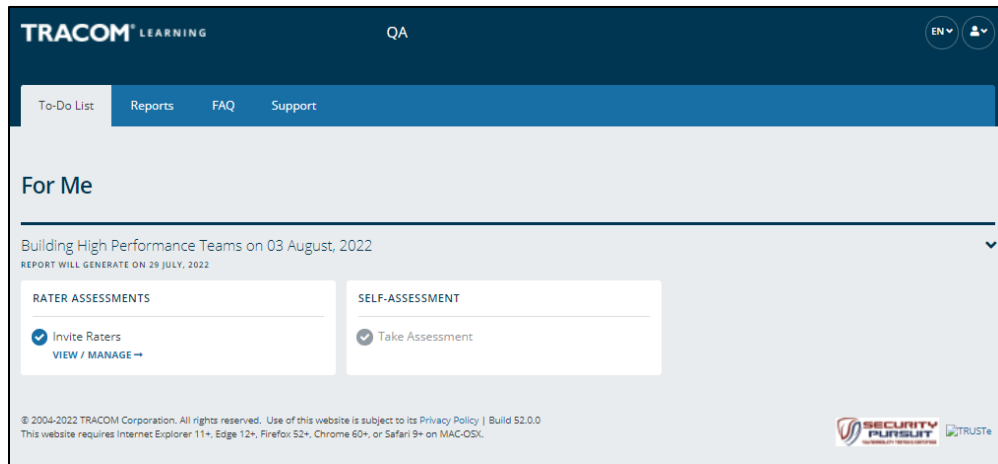 TRACOM® LEARNING
QA
EN
To-Do List Reports FAQ Support
For Me
Building High Performance Teams on 03 August, 2022
REPORT WILL GENERATE ON 29 JULY, 2022
RATER ASSESSMENTS
Invite Raters
VIEW / MANAGE→
SELF-ASSESSMENT
Take Assessment
© 2004-2022 TRACOM Corporation. All rights reserved. Use of this website is subject to its Privacy Policy | Build 52.0.0
This website requires Internet Explorer 11+, Edge 12+, Firefox 52+, Chrome 60+, or Safari 9+ on MAC-OSX.
SECURITY
PURSUIT
TRUSTe